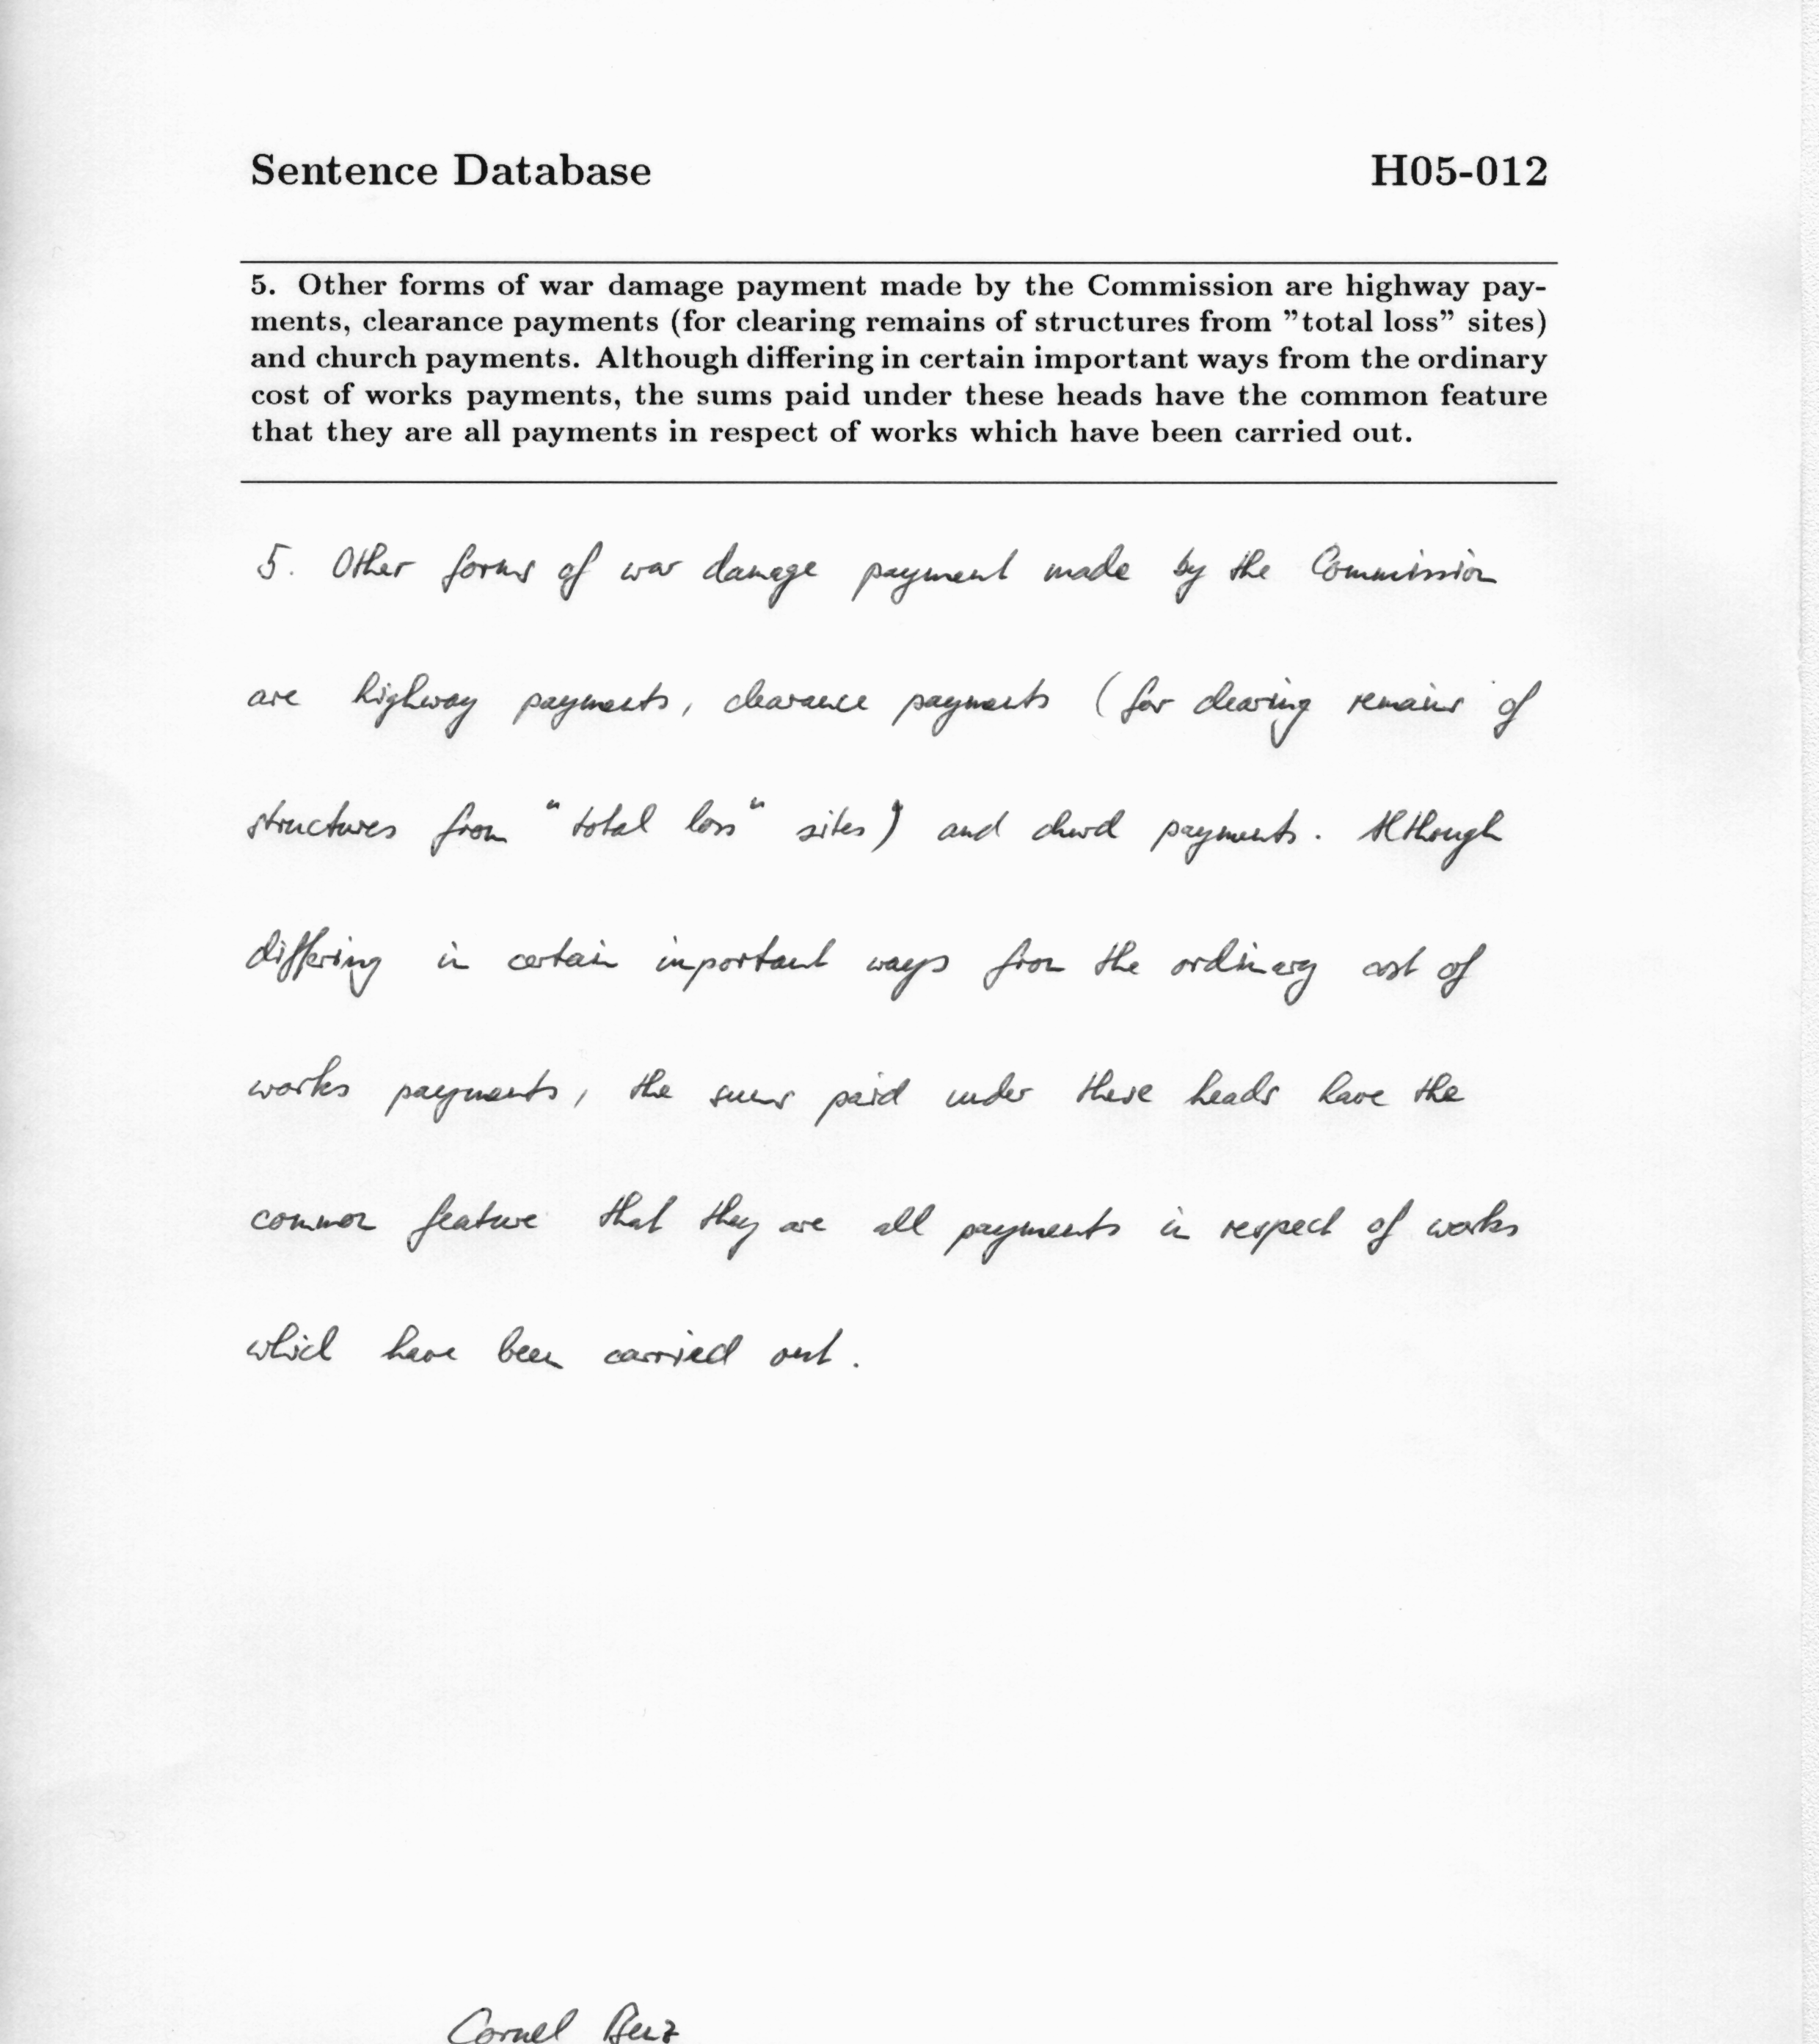 Sentence Database H05-012
5. Other forms of war damage payment made by the Commission are highway pay-
ments, clearance payments (for clearing remains of structures from "total loss" sites)
and church payments. Although differing in certain important ways from the ordinary
cost of works payments, the sums paid under these heads have the common feature
that they are all payments in respect of works which have been carried out.
5. Other forms of war damage payment made by the Commission
are highway payments, clearance payments (for clearing remains of
structures from "total loss" sites) and church payments. Although
differing in certain important ways from the ordinary cost of
works payments, the sums paid under these heads have the
common feature that they are all payments in respect of works
which have been carried out.
Cornel